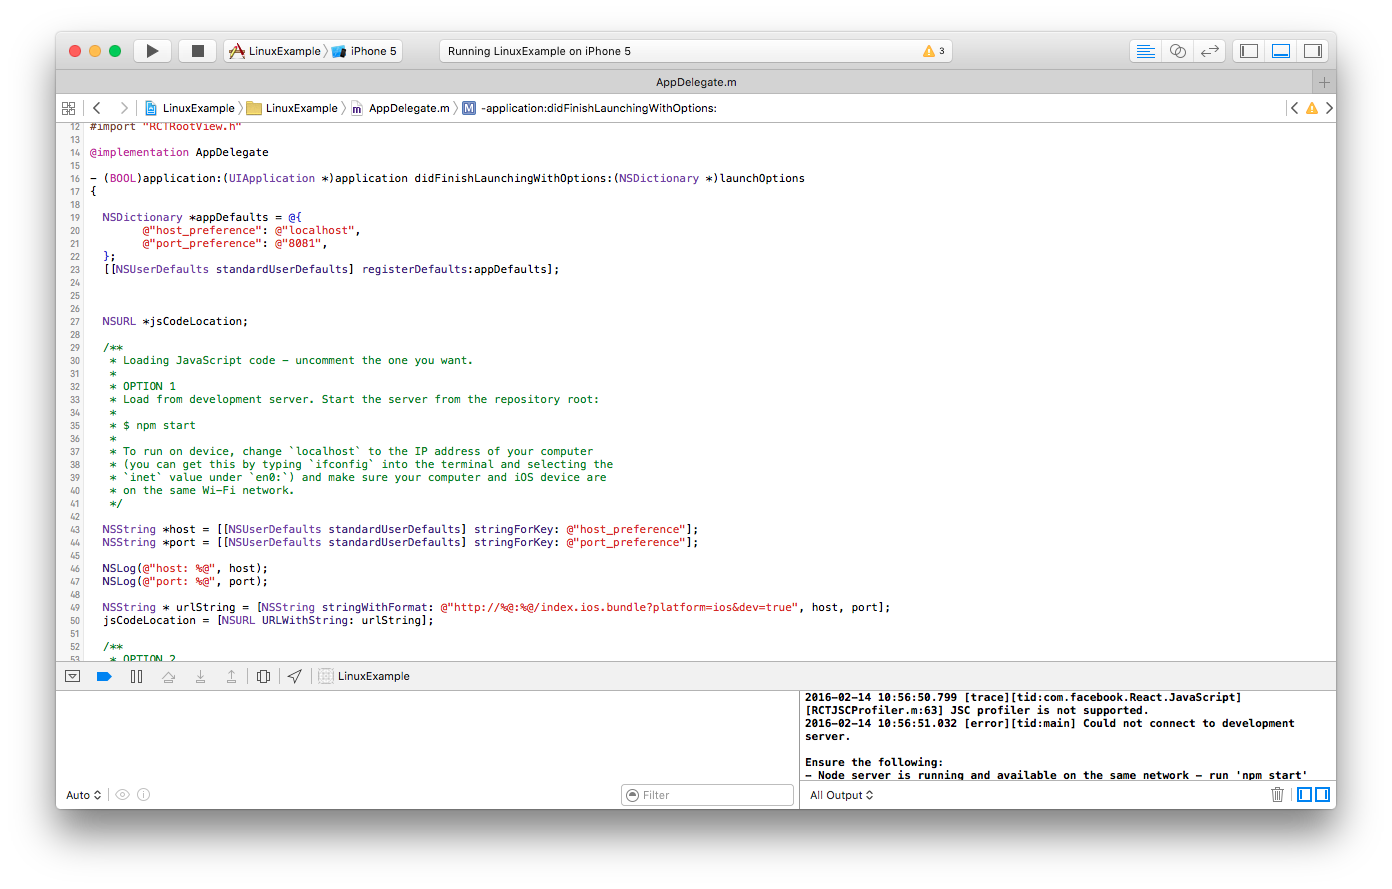 LinuxExample iPhone 5
Running LinuxExample on iPhone 5
3
AppDelegate.m
LinuxExample LinuxExample AppDelegate.m M -application:didFinishLaunchingWithOptions:
12 #import "RCTRootView.h"
13
14 @implementation AppDelegate
15
16 - (BOOL)application:(UIApplication *)application didFinishLaunchingWithOptions:(NSDictionary *)launchOptions
17 {
18
19 NSDictionary *appDefaults = @{
20 @"host_preference": @"localhost",
21 @"port_preference": @"8081",
22 };
23 [[NSUserDefaults standardUserDefaults] registerDefaults:appDefaults];
24
25
26
27 NSURL *jsCodeLocation;
28
29 /**
30 * Loading JavaScript code - uncomment the one you want.
31 *
32 * OPTION 1
33 * Load from development server. Start the server from the repository root:
34 *
35 * $ npm start
36 *
37 * To run on device, change `localhost` to the IP address of your computer
38 * (you can get this by typing `ifconfig` into the terminal and selecting the
39 * `inet` value under `en0:`) and make sure your computer and iOS device are
40 * on the same Wi-Fi network.
41 */
42
43 NSString *host = [[NSUserDefaults standardUserDefaults] stringForKey: @"host_preference"];
44 NSString *port = [[NSUserDefaults standardUserDefaults] stringForKey: @"port_preference"];
45
46 NSLog(@"host: %@", host);
47 NSLog(@"port: %@", port);
48
49 NSString * urlString = [NSString stringWithFormat: @"http://%@:%@/index.ios.bundle?platform=ios&dev=true", host, port];
50 jsCodeLocation = [NSURL URLWithString: urlString];
51
52 /**
53 * OPTION 2
LinuxExample
2016-02-14 10:56:50.799 [trace][tid:com.facebook.React.JavaScript]
[RCTJSCProfiler.m:63] JSC profiler is not supported.
2016-02-14 10:56:51.032 [error][tid:main] Could not connect to development
server.
Ensure the following:
- Node server is running and available on the same network - run 'npm start'
Auto
Filter
All Output